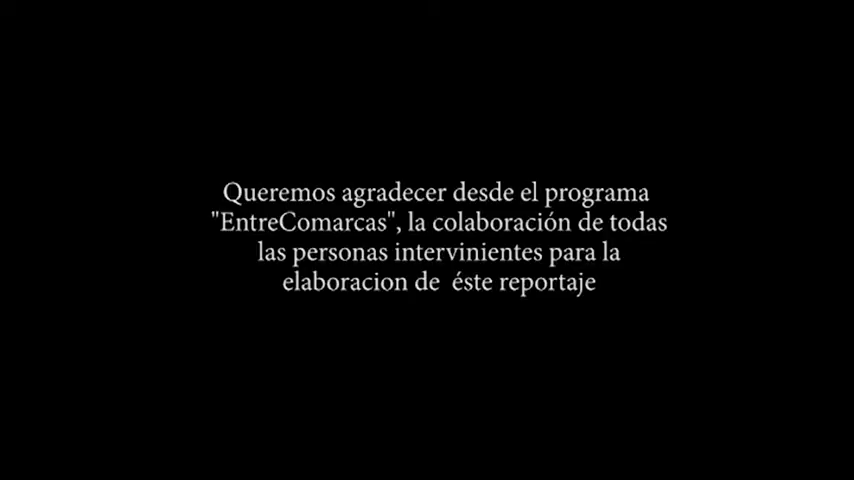 Queremos agradecer desde el programa
"EntreComarcas", la colaboración de todas
las personas intervinientes para la
elaboracion de  éste reportaje